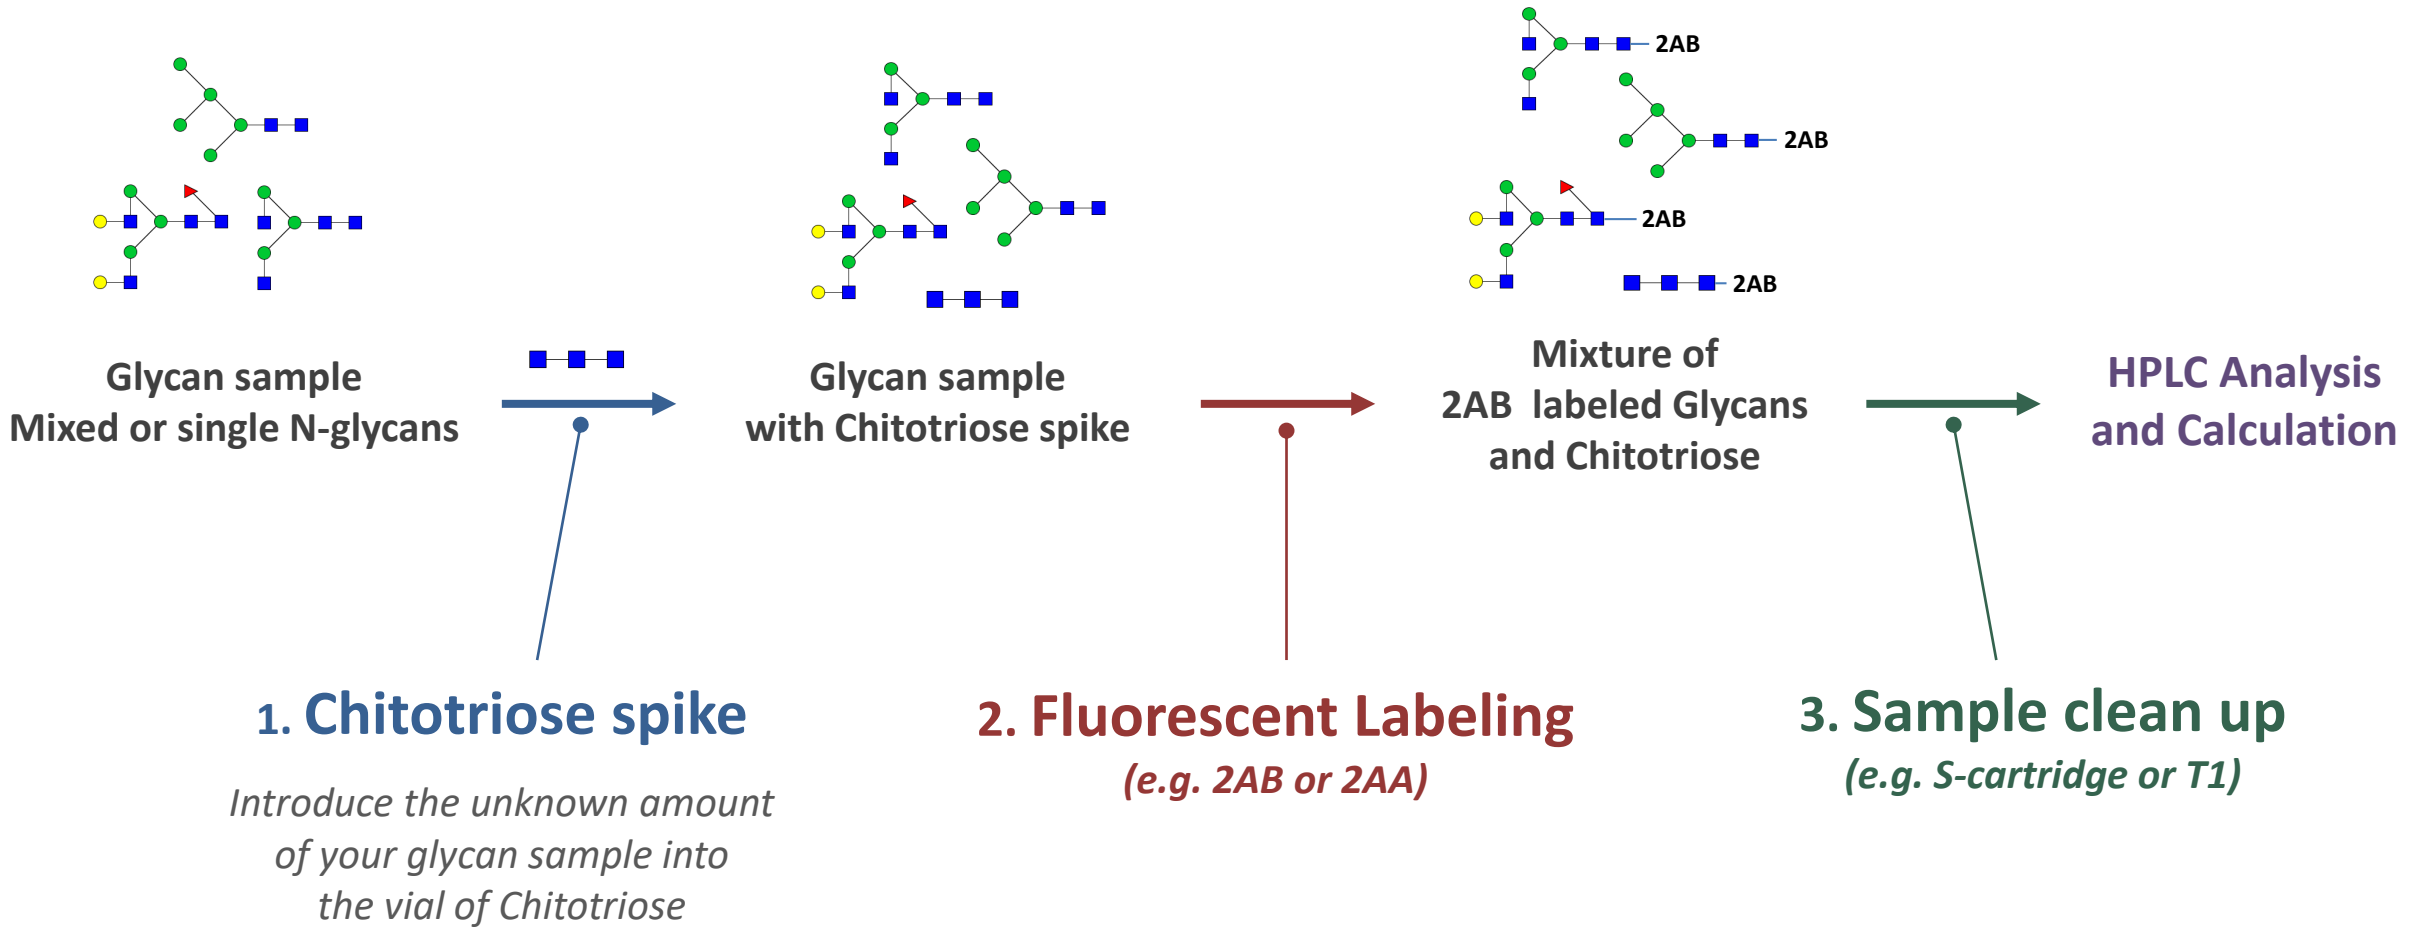 2AB
2AB
2AB
2AB
Glycan sample
Mixed or single N-glycans
Glycan sample
with Chitotriose spike
Mixture of
2AB labeled Glycans
and Chitotriose
HPLC Analysis
and Calculation
1. Chitotriose spike
Introduce the unknown amount
of your glycan sample into
the vial of Chitotriose
2. Fluorescent Labeling
(e.g. 2AB or 2AA)
3. Sample clean up
(e.g. S-cartridge or T1)